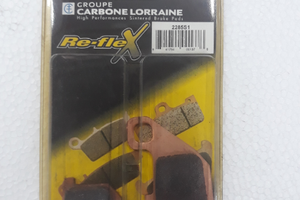 GROUPE
CARBONE LORRAINE
High Performances Sintered Brake Pads
Re-fleX
2285S1